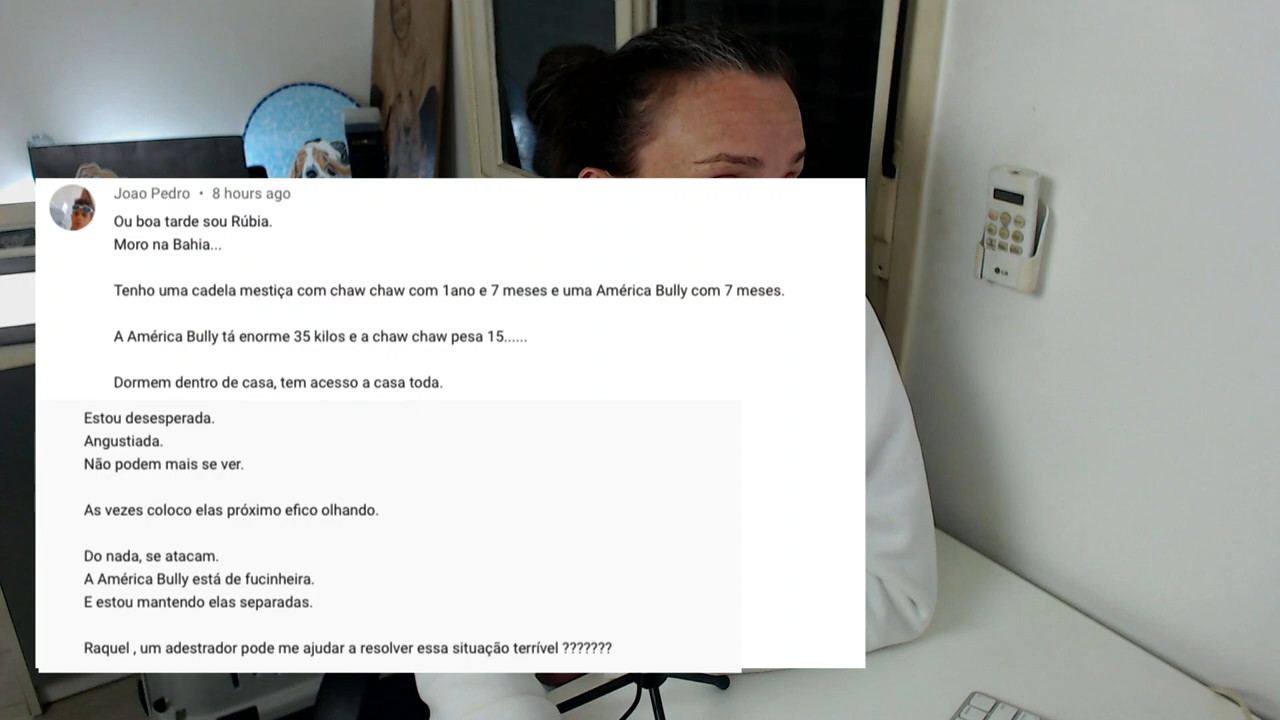 Joao Pedro • 8 hours ago
Ou boa tarde sou Rúbia.
Moro na Bahia...
Tenho uma cadela mestiça com chaw chaw com 1ano e 7 meses e uma América Bully com 7 meses.
A América Bully tá enorme 35 kilos e a chaw chaw pesa 15......
Dormem dentro de casa, tem acesso a casa toda.
Estou desesperada.
Angustiada.
Não podem mais se ver.
As vezes coloco elas próximo efico olhando.
Do nada, se atacam.
A América Bully está de fucinheira.
E estou mantendo elas separadas.
Raquel , um adestrador pode me ajudar a resolver essa situação terrível ???????
LG